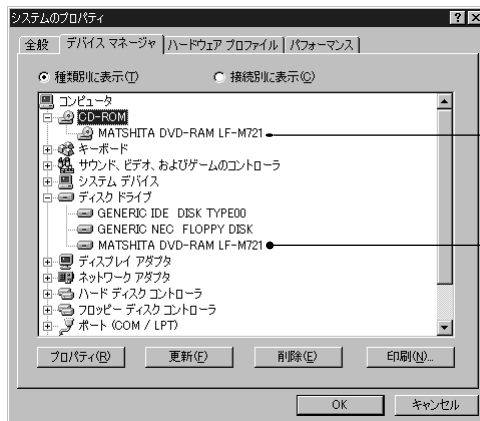 システムのプロパティ
全般 デバイス マネージャ ハードウェア プロファイル パフォーマンス
種類別に表示(T) 接続別に表示(C)
コンピュータ
CD-ROM
MATSHITA DVD-RAM LF-M721
キーボード
サウンド、ビデオ、およびゲームのコントローラ
システム デバイス
ディスク ドライブ
GENERIC IDE DISK TYPE00
GENERIC NEC FLOPPY DISK
MATSHITA DVD-RAM LF-M721
ディスプレイ アダプタ
ネットワーク アダプタ
ハード ディスク コントローラ
フロッピー ディスク コントローラ
ポート (COM / LPT)
プロパティ(R) 更新(F) 削除(E) 印刷(N)...
OK キャンセル